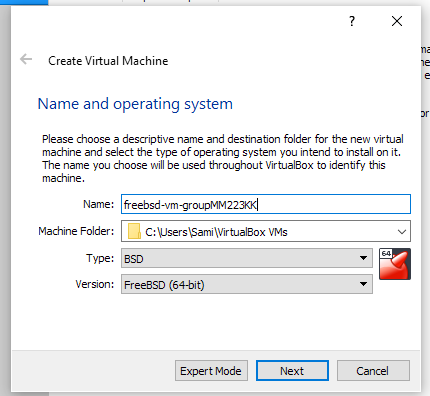 Create Virtual Machine
Name and operating system
Please choose a descriptive name and destination folder for the new virtual
machine and select the type of operating system you intend to install on it.
The name you choose will be used throughout VirtualBox to identify this
machine.
Name: freebsd-vm-groupMM223KK
Machine Folder: C:\Users\Sami\VirtualBox VMs
Type: BSD
64
Version: FreeBSD (64-bit)
Expert Mode Next Cancel